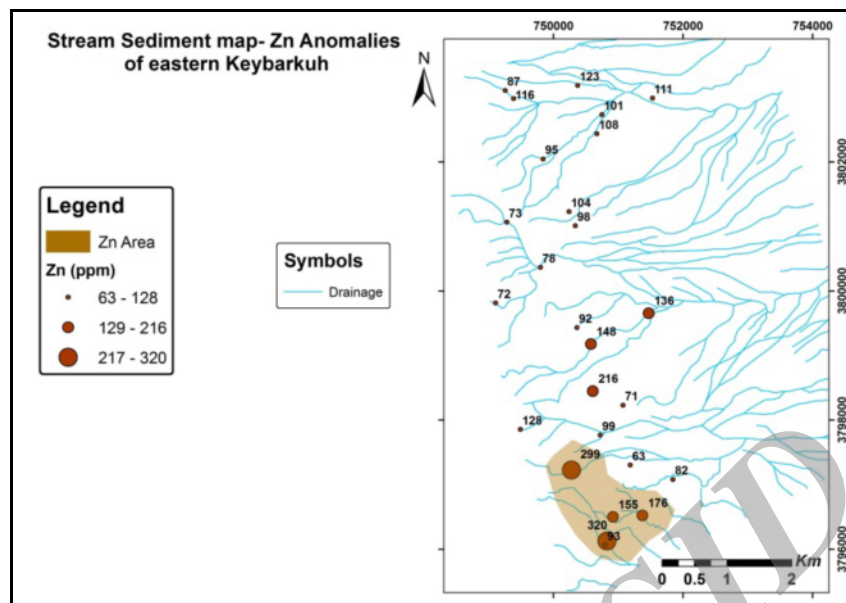 Stream Sediment map- Zn Anomalies
of eastern Keybarkuh
N
750000
752000
754000
3802000
3800000
3798000
3796000
87
116
123
111
101
108
95
104
98
73
78
72
136
92
148
216
71
128
99
299
63
82
155
176
320
93
Legend
Zn Area
Zn (ppm)
63 - 128
129 - 216
217 - 320
Symbols
Drainage
Km
0 0.5 1 2
SID